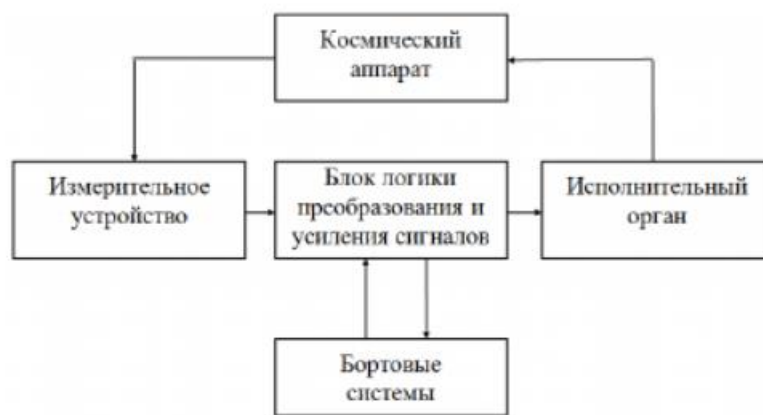 Космический
аппарат
Измерительное
устройство
Блок логики
преобразования и
усиления сигналов
Исполнительный
орган
Бортовые
системы